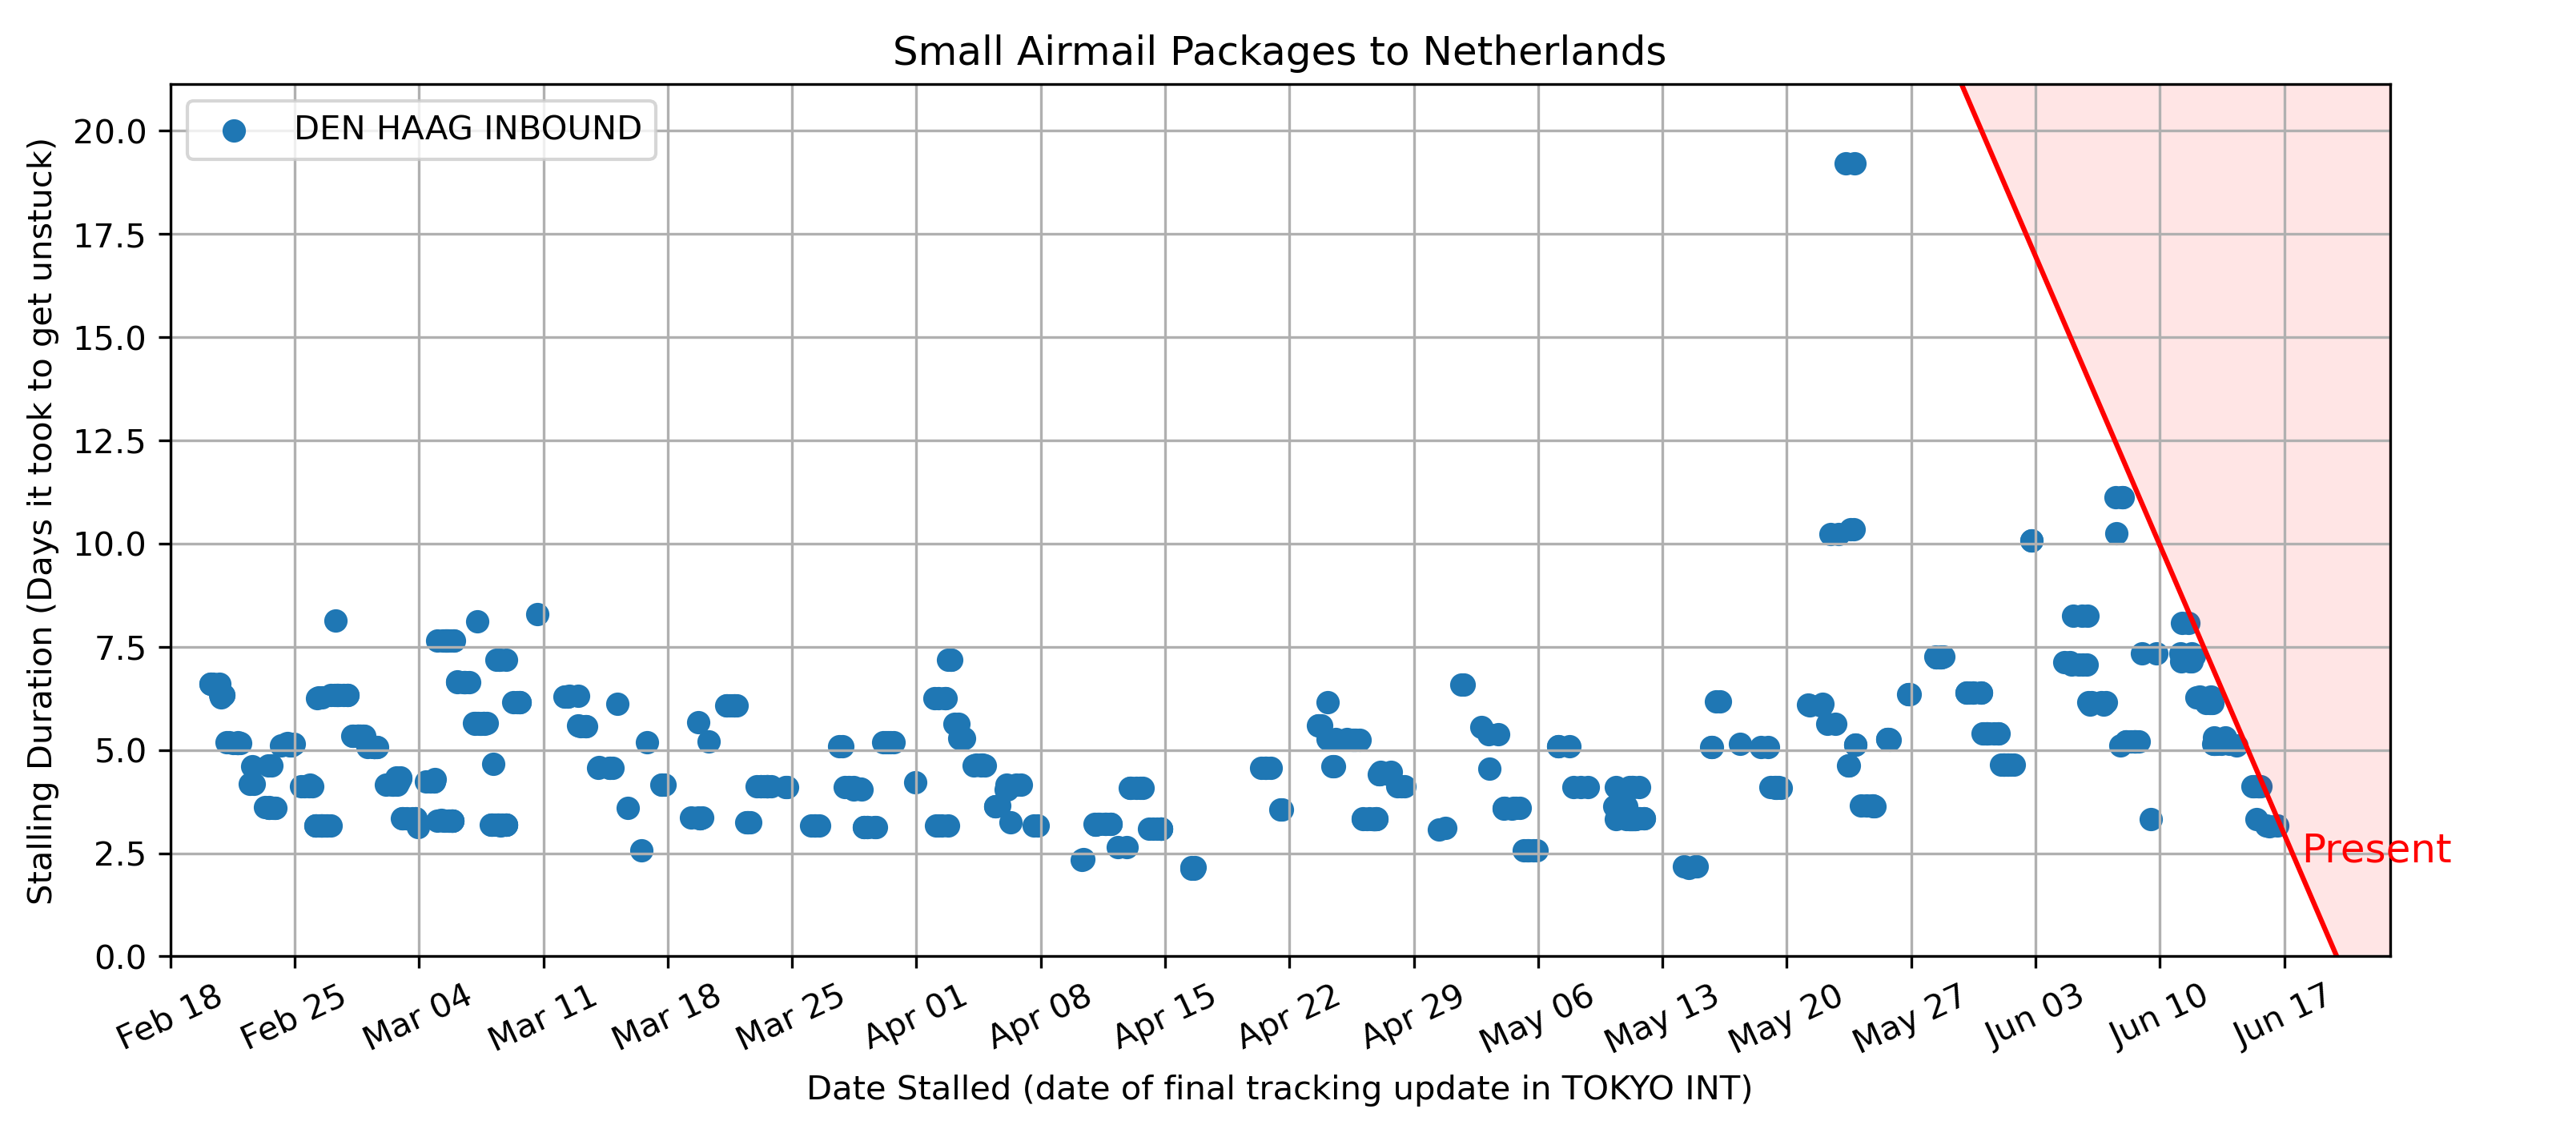 Small Airmail Packages to Netherlands
DEN HAAG INBOUND
Stalling Duration (Days it took to get unstuck)
20.0
17.5
15.0
12.5
10.0
7.5
5.0
2.5
0.0
Present
Feb 18
Feb 25
Mar 04
Mar 11
Mar 18
Mar 25
Apr 01
Apr 08
Apr 15
Apr 22
Apr 29
May 06
May 13
May 20
May 27
Jun 03
Jun 10
Jun 17
Date Stalled (date of final tracking update in TOKYO INT)